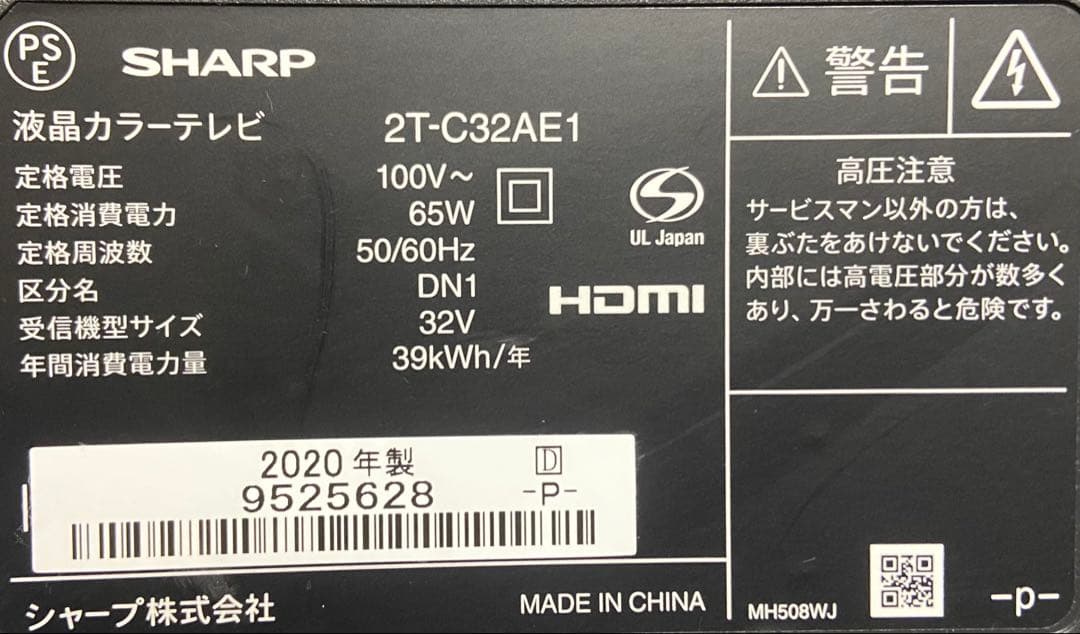 PS
E
SHARP
液晶カラーテレビ 2T-C32AE1
定格電圧 100V～
定格消費電力 65W
定格周波数 50/60Hz
区分名 DN1
受信機型サイズ 32V
年間消費電力量 39kWh/年
S
UL Japan
HDMI
2020年製 D
9525628 -P-
シャープ株式会社 MADE IN CHINA
警告
高圧注意
サービスマン以外の方は、
裏ぶたをあけないでください。
内部には高電圧部分が数多く
あり、万一さわると危険です。
MH508WJ -p-